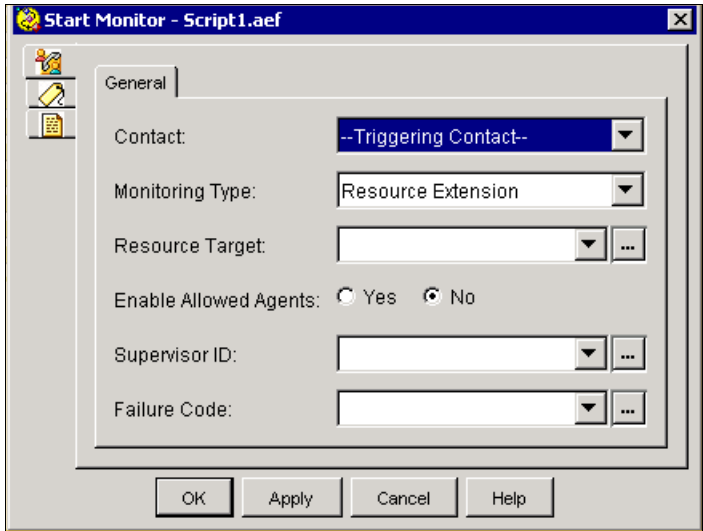 Start Monitor - Script1.aef
General
Contact: --Triggering Contact--
Monitoring Type: Resource Extension
Resource Target: ...
Enable Allowed Agents: Yes No
Supervisor ID: ...
Failure Code: ...
OK Apply Cancel Help